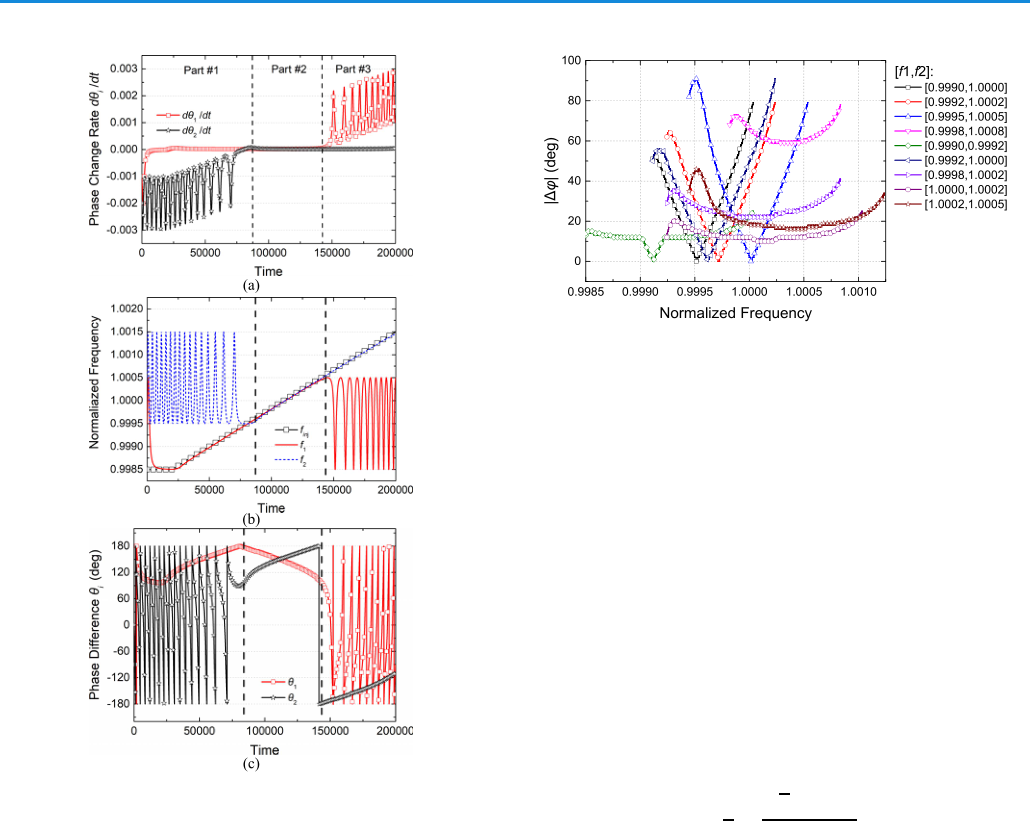 0.003
0.002
0.001
0.000
-0.001
-0.002
-0.003
Phase Change Rate dθi /dt
Part #1 Part #2 Part #3
dθ1 /dt
dθ2 /dt
0 50000 100000 150000 200000
Time
(a)
1.0020
1.0015
1.0010
1.0005
1.0000
0.9995
0.9990
0.9985
Normaliazed Frequency
finj
f1
f2
0 50000 100000 150000 200000
Time
(b)
180
120
60
0
-60
-120
-180
Phase Difference θi (deg)
θ1
θ2
0 50000 100000 150000 200000
Time
(c)
100
80
60
40
20
0
|Δφ| (deg)
0.9985 0.9990 0.9995 1.0000 1.0005 1.0010
Normalized Frequency
[f1,f2]:
[0.9990,1.0000]
[0.9992,1.0002]
[0.9995,1.0005]
[0.9998,1.0008]
[0.9990,0.9992]
[0.9992,1.0000]
[0.9998,1.0002]
[1.0000,1.0002]
[1.0002,1.0005]